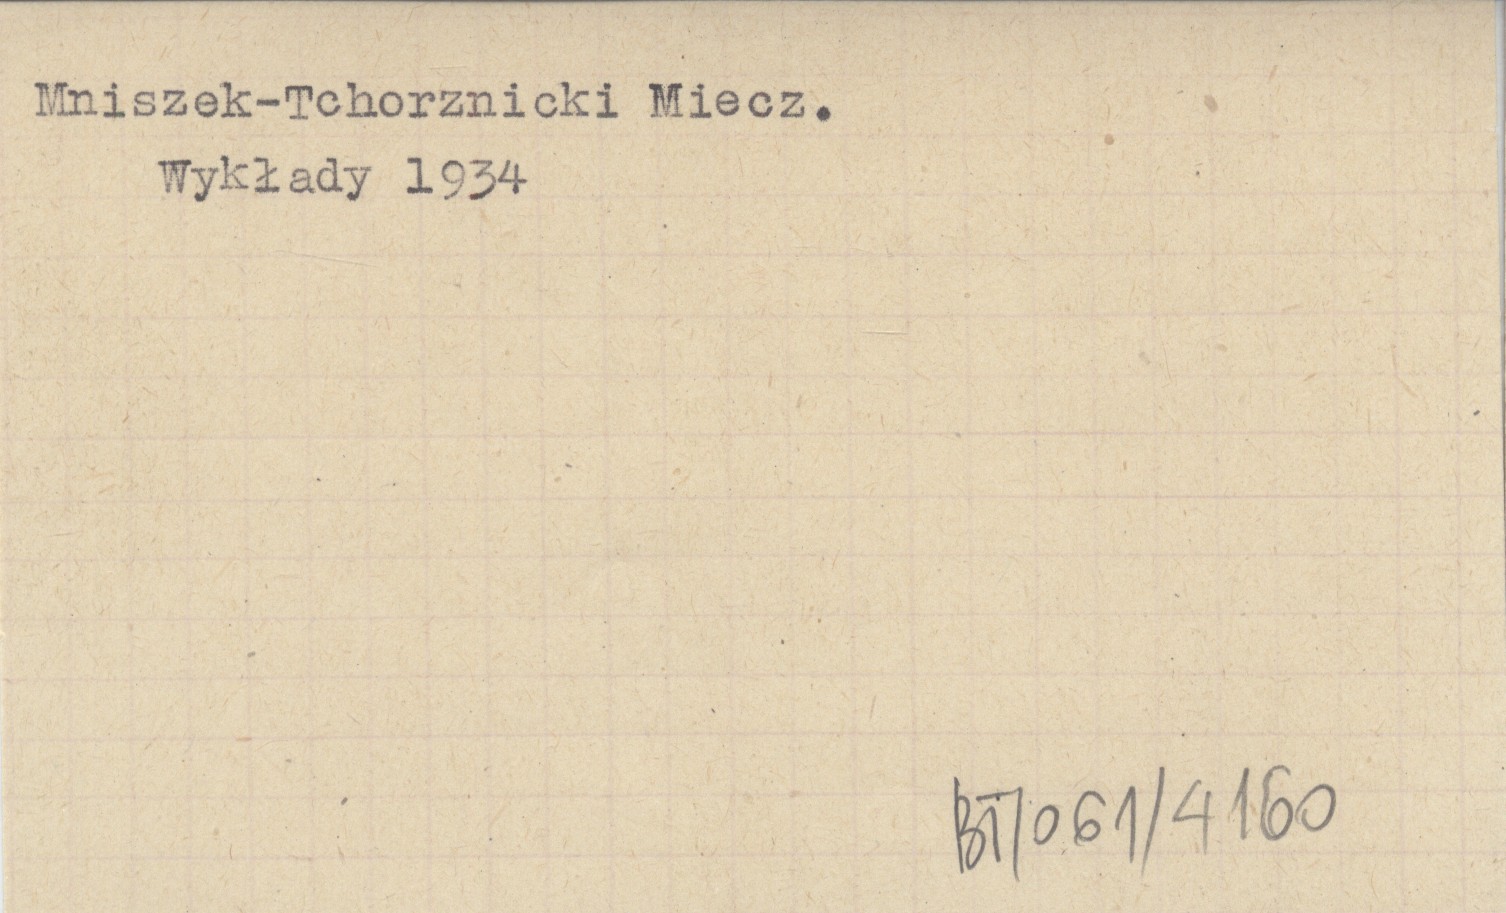 Mniszek-Tchorznicki Miecz.
Wykłady 1934
BT/061/4160